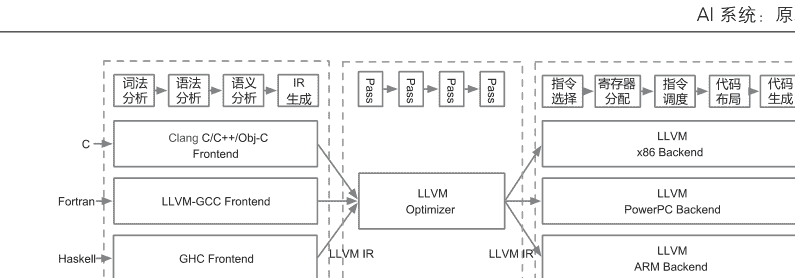 AI 系统：原
词法 语法 语义 IR
分析 分析 分析 生成
Pass Pass Pass Pass
指令 寄存器 指令 代码 代码
选择 分配 调度 布局 生成
C
Clang C/C++/Obj-C
Frontend
LLVM
x86 Backend
Fortran
LLVM-GCC Frontend
LLVM
Optimizer
LLVM
PowerPC Backend
Haskell
GHC Frontend
LLVM IR
LLVM IR
LLVM
ARM Backend